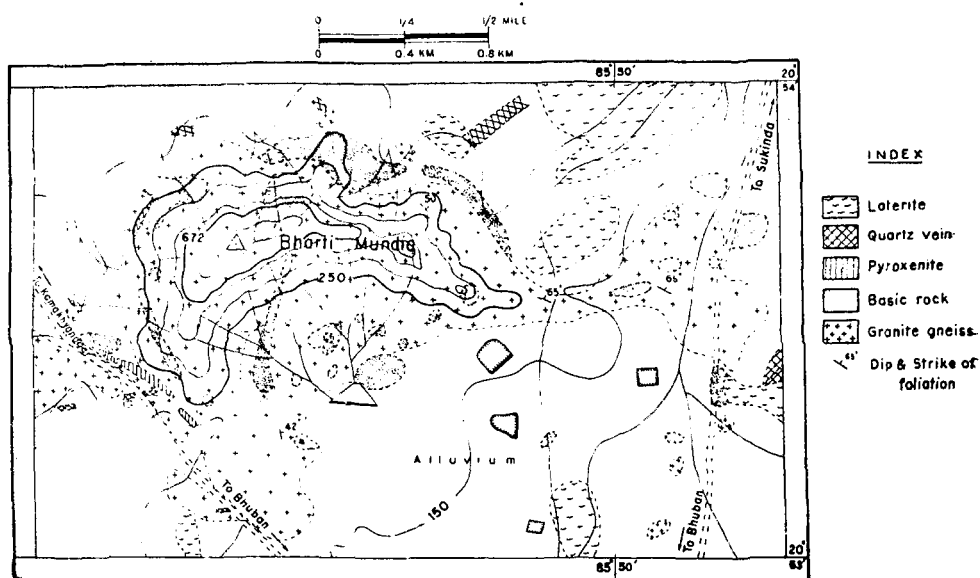 0 1/4 1/2 MILE
0 0.4 KM 0.8 KM
85° 50' 20°
54'
To Sukinda
INDEX
Laterite
Quartz vein
Pyroxenite
Basic rock
Granite gneiss
65° Dip & Strike of
foliation
50°
672 Bharti Mundia
250
65°
65°
42
Alluvium
To Bhuban
150
To Bhuban
85° 50' 20°